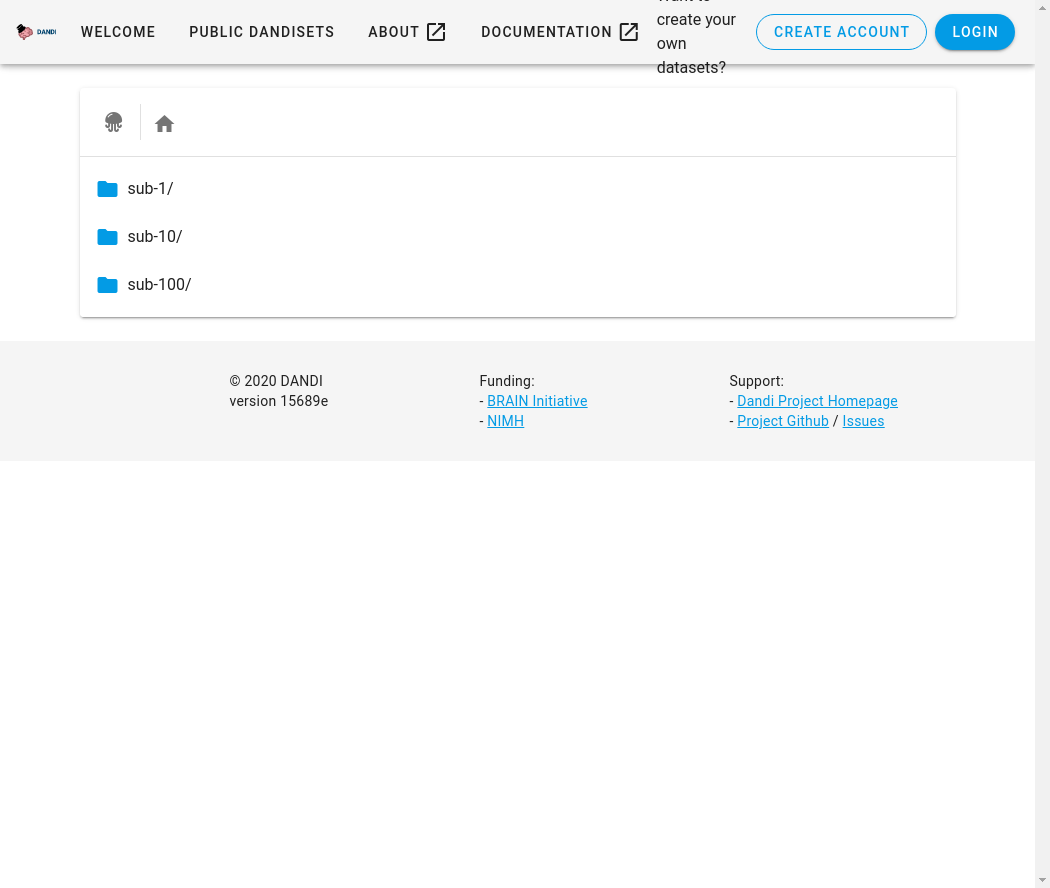 DANDI
WELCOME
PUBLIC DANDISETS
ABOUT
DOCUMENTATION
create your
own
datasets?
CREATE ACCOUNT
LOGIN
sub-1/
sub-10/
sub-100/
© 2020 DANDI
version 15689e
Funding:
- BRAIN Initiative
- NIMH
Support:
- Dandi Project Homepage
- Project Github / Issues